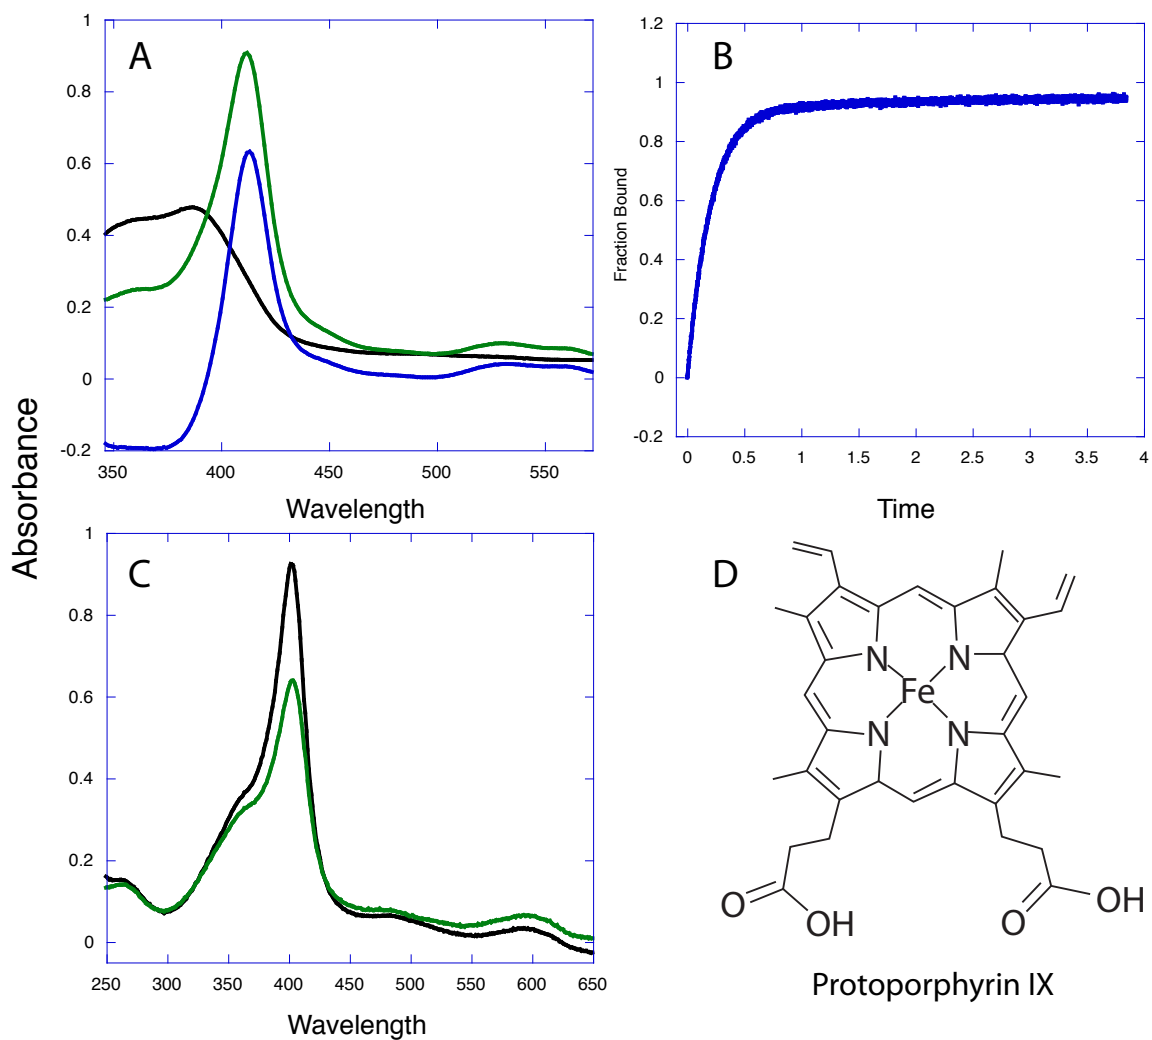 A
1
0.8
0.6
0.4
0.2
0
-0.2
350
400
450
500
550
Wavelength
B
1.2
1
0.8
0.6
0.4
0.2
0
-0.2
Fraction Bound
0
0.5
1
1.5
2
2.5
3
3.5
4
Time
Absorbance
C
1
0.8
0.6
0.4
0.2
0
250
300
350
400
450
500
550
600
650
Wavelength
D
N
N
Fe
N
N
O
OH
O
OH
Protoporphyrin IX